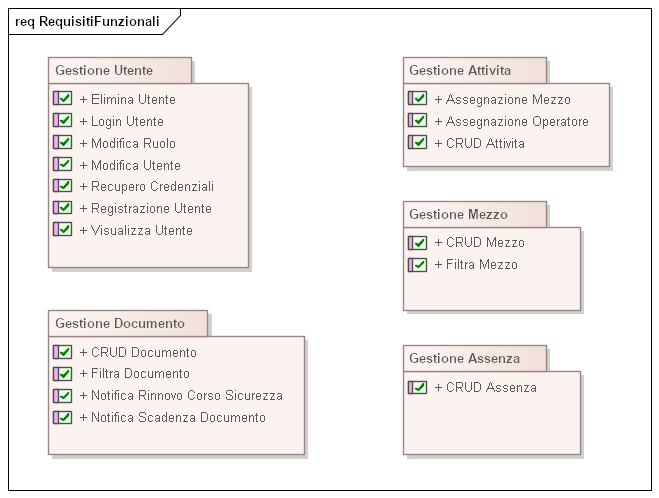 req RequisitiFunzionali
Gestione Utente
+ Elimina Utente
+ Login Utente
+ Modifica Ruolo
+ Modifica Utente
+ Recupero Credenziali
+ Registrazione Utente
+ Visualizza Utente
Gestione Documento
+ CRUD Documento
+ Filtra Documento
+ Notifica Rinnovo Corso Sicurezza
+ Notifica Scadenza Documento
Gestione Attivita
+ Assegnazione Mezzo
+ Assegnazione Operatore
+ CRUD Attivita
Gestione Mezzo
+ CRUD Mezzo
+ Filtra Mezzo
Gestione Assenza
+ CRUD Assenza